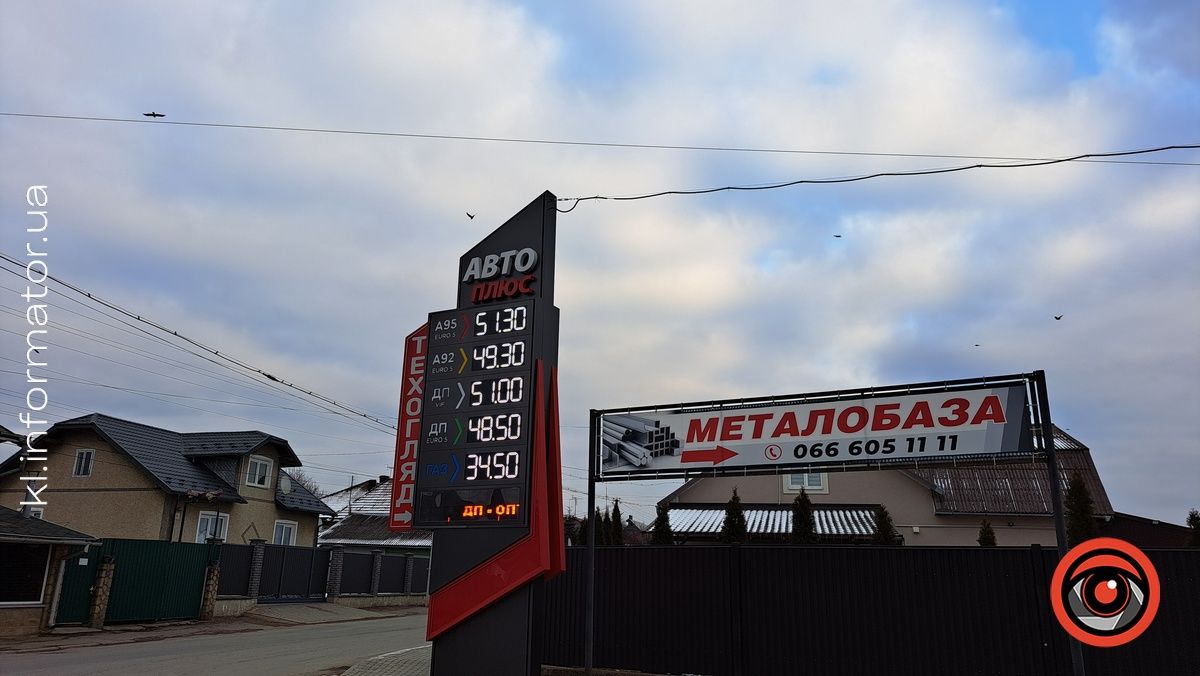 kl.informator.ua
АВТО
ПЛЮС
ТЕХОГЛЯД
А95 51.30
EURO 5
А92 49.30
EURO 5
ДП 51.00
ДП 48.50
EURO 5
ГАЗ 34.50
ДП - ОП
МЕТАЛОБАЗА
066 605 11 11